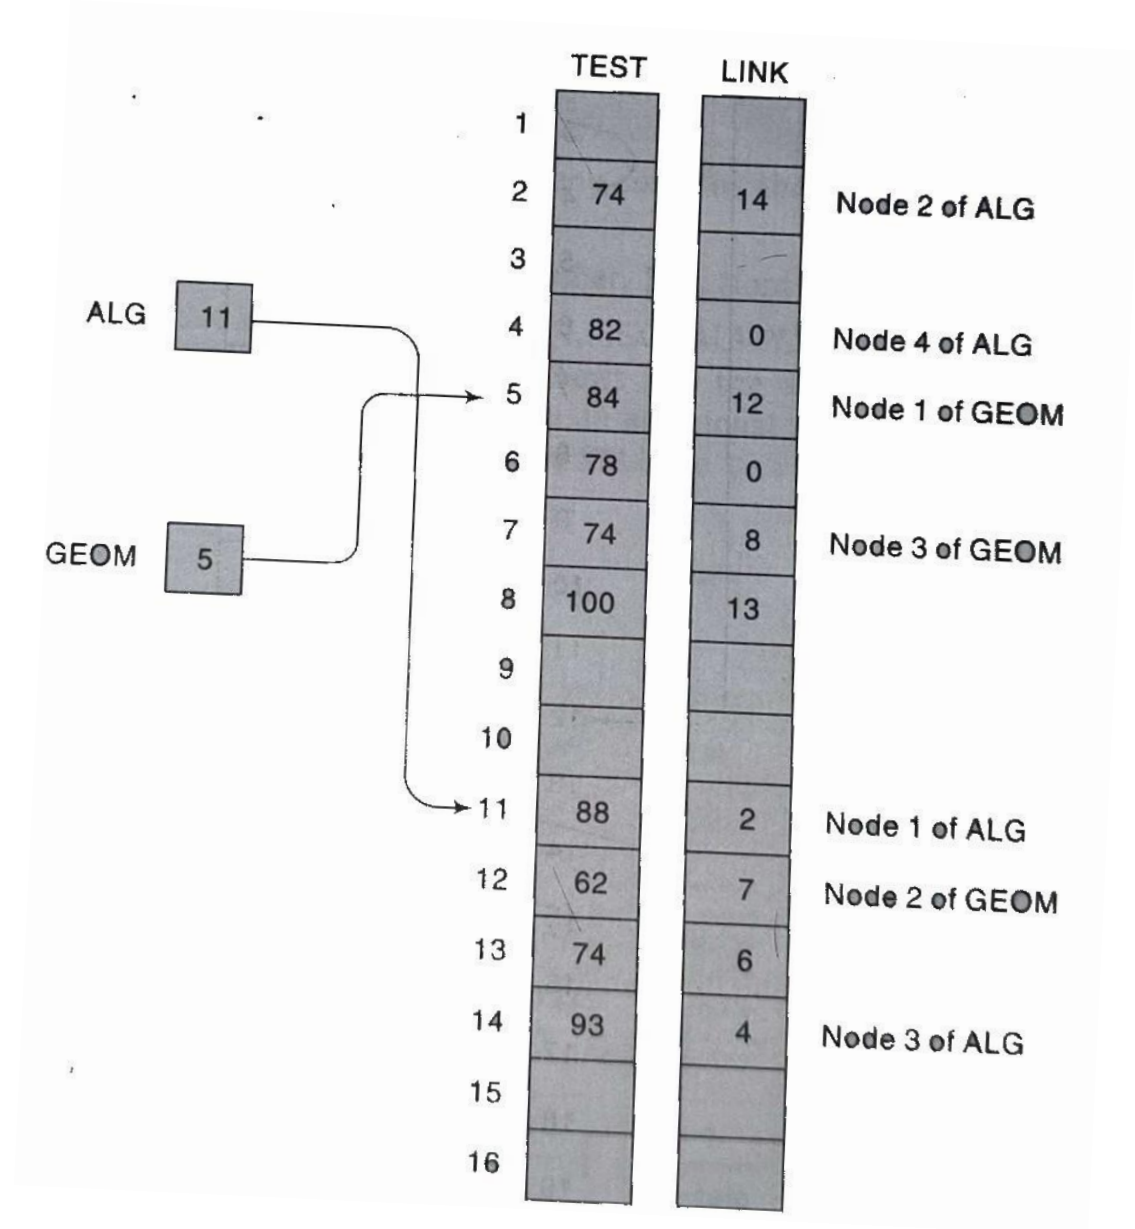 TEST LINK
1
2 74 14 Node 2 of ALG
3
ALG 11
4 82 0 Node 4 of ALG
5 84 12 Node 1 of GEOM
6 78 0
7 74 8 Node 3 of GEOM
GEOM 5
8 100 13
9
10
11 88 2 Node 1 of ALG
12 62 7 Node 2 of GEOM
13 74 6
14 93 4 Node 3 of ALG
15
16